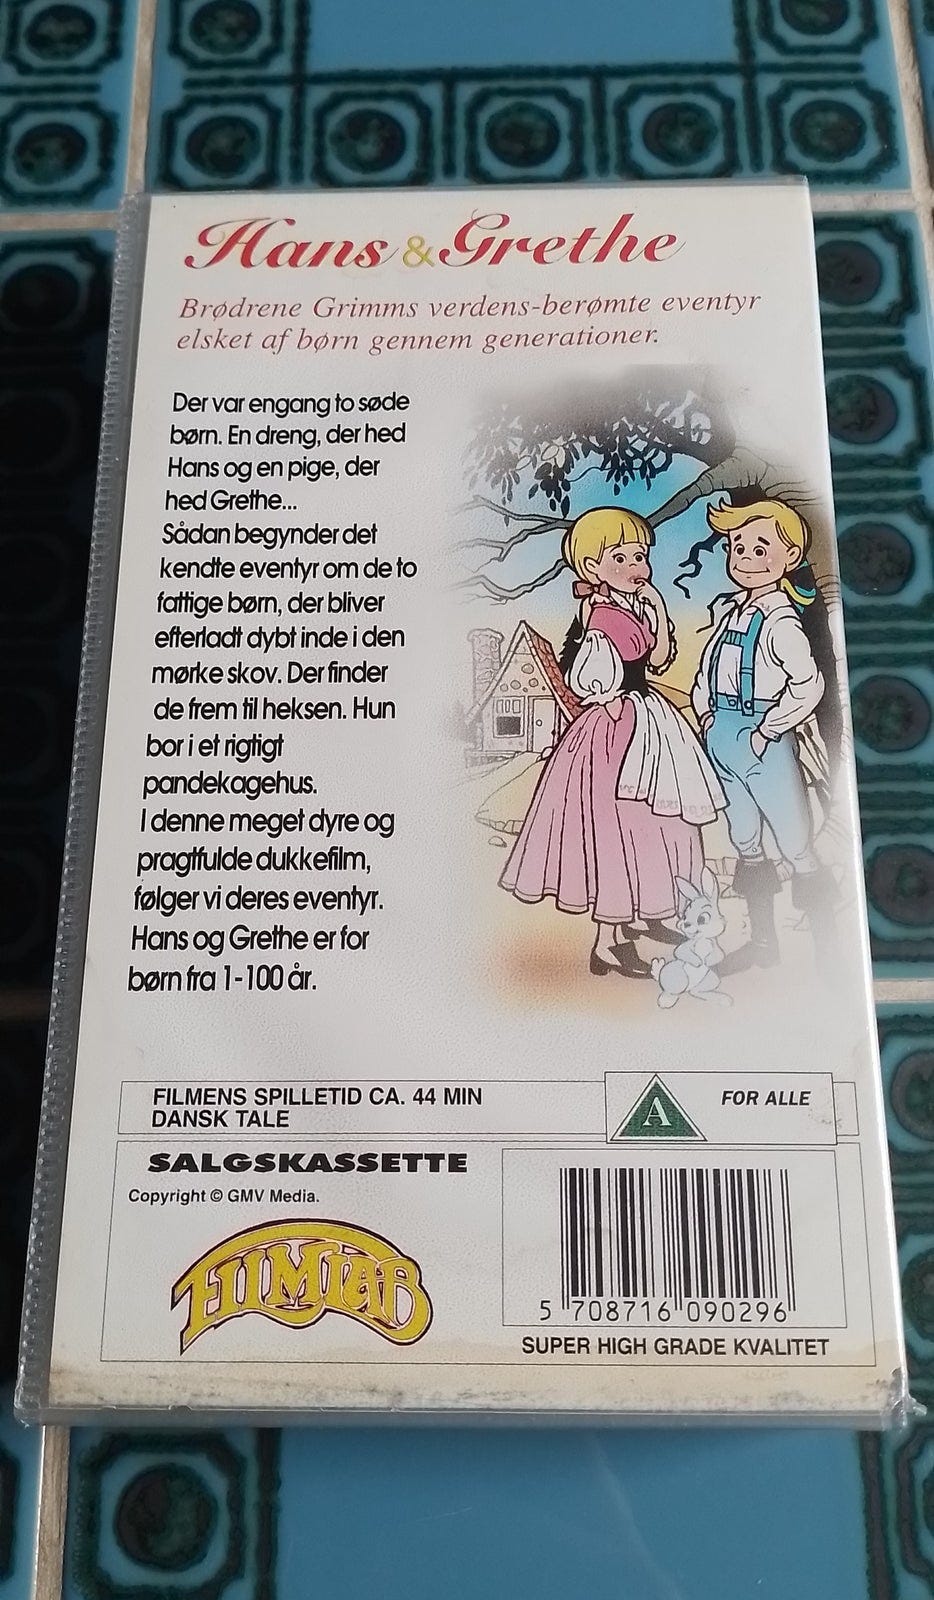 Hans & Grethe
Brødrene Grimms verdens-berømte eventyr
elsket af børn gennem generationer.
Der var engang to søde
børn. En dreng, der hed
Hans og en pige, der
hed Grethe...
Sådan begynder det
kendte eventyr om de to
fattige børn, der bliver
efterladt dybt inde i den
mørke skov. Der finder
de frem til heksen. Hun
bor i et rigtigt
pandekagehus.
I denne meget dyre og
pragtfulde dukkefilm,
følger vi deres eventyr.
Hans og Grethe er for
børn fra 1-100 år.
FILMENS SPILLETID CA. 44 MIN
DANSK TALE
A FOR ALLE
SALGSKASSETTE
Copyright © GMV Media.
FILMLAB
5 708716 090296
SUPER HIGH GRADE KVALITET